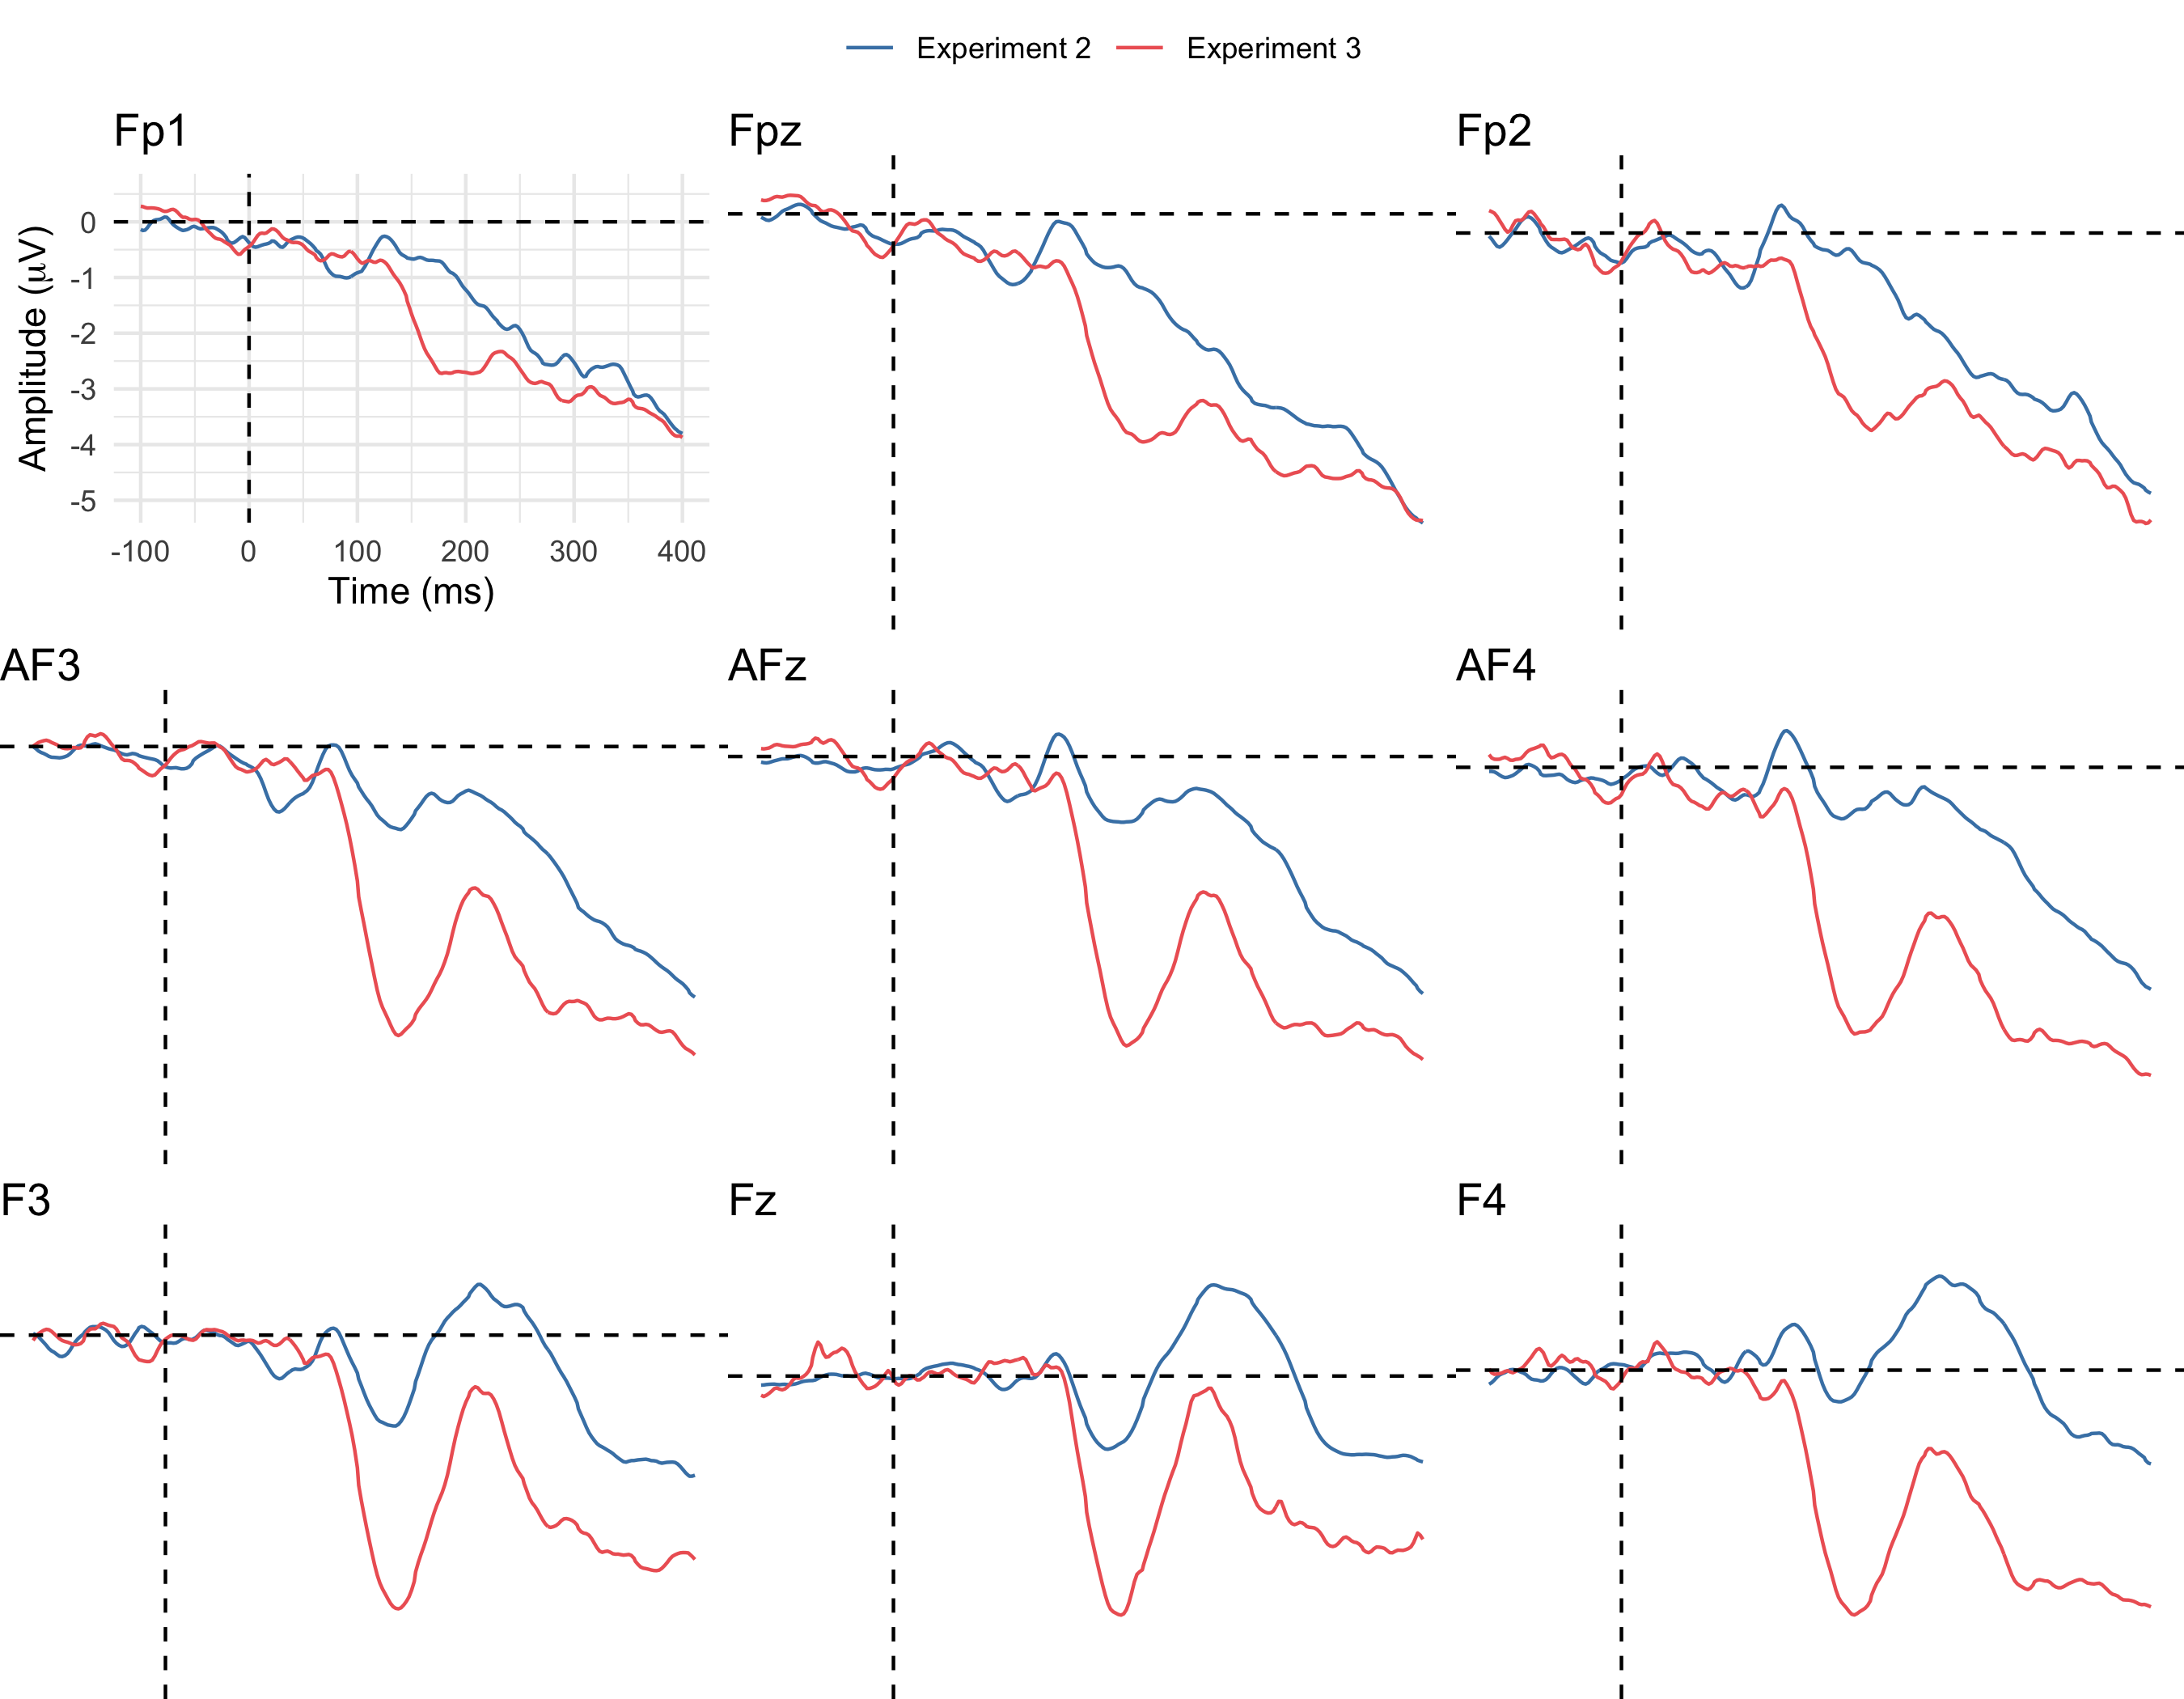 Experiment 2 Experiment 3
Fp1 Fpz Fp2
0
-1
-2
-3
-4
-5
Amplitude (µV)
-100 0 100 200 300 400
Time (ms)
AF3 AFz AF4
F3 Fz F4